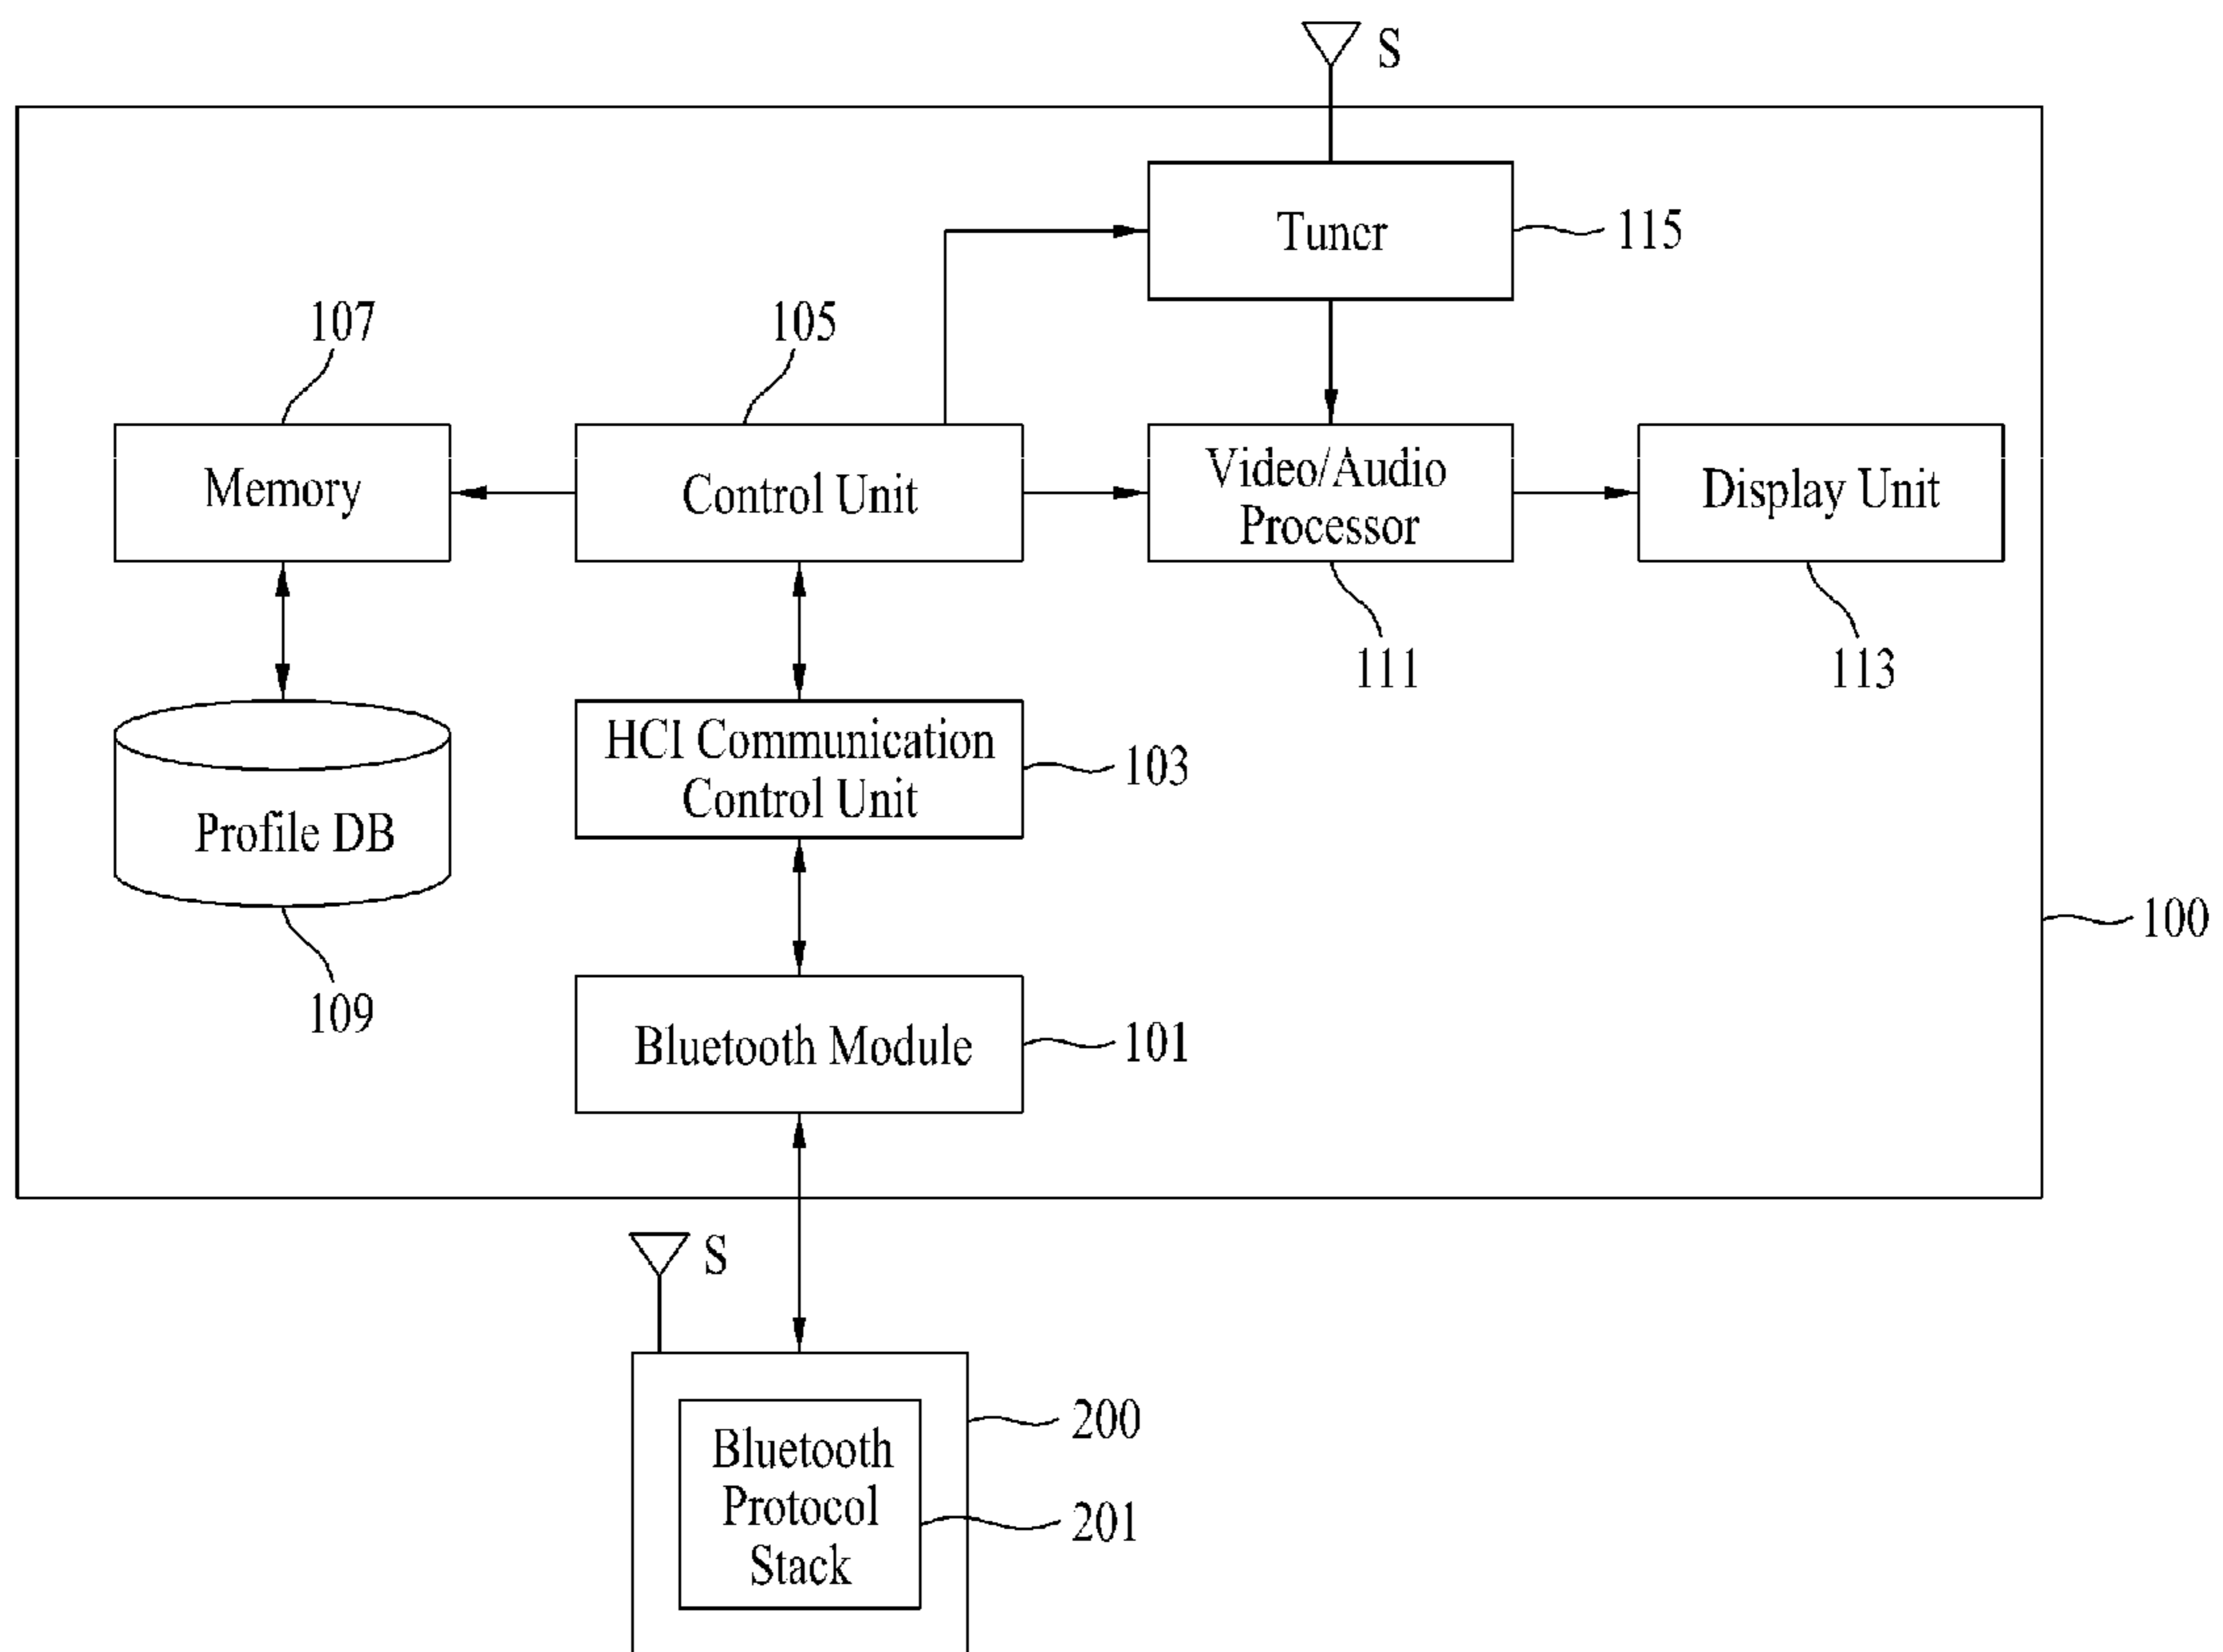 S
Tuner
115
107
105
Memory
Control Unit
Video/Audio
Processor
Display Unit
111
113
HCI Communication
Control Unit
103
Profile DB
109
100
Bluetooth Module
101
S
200
Bluetooth
Protocol
Stack
201